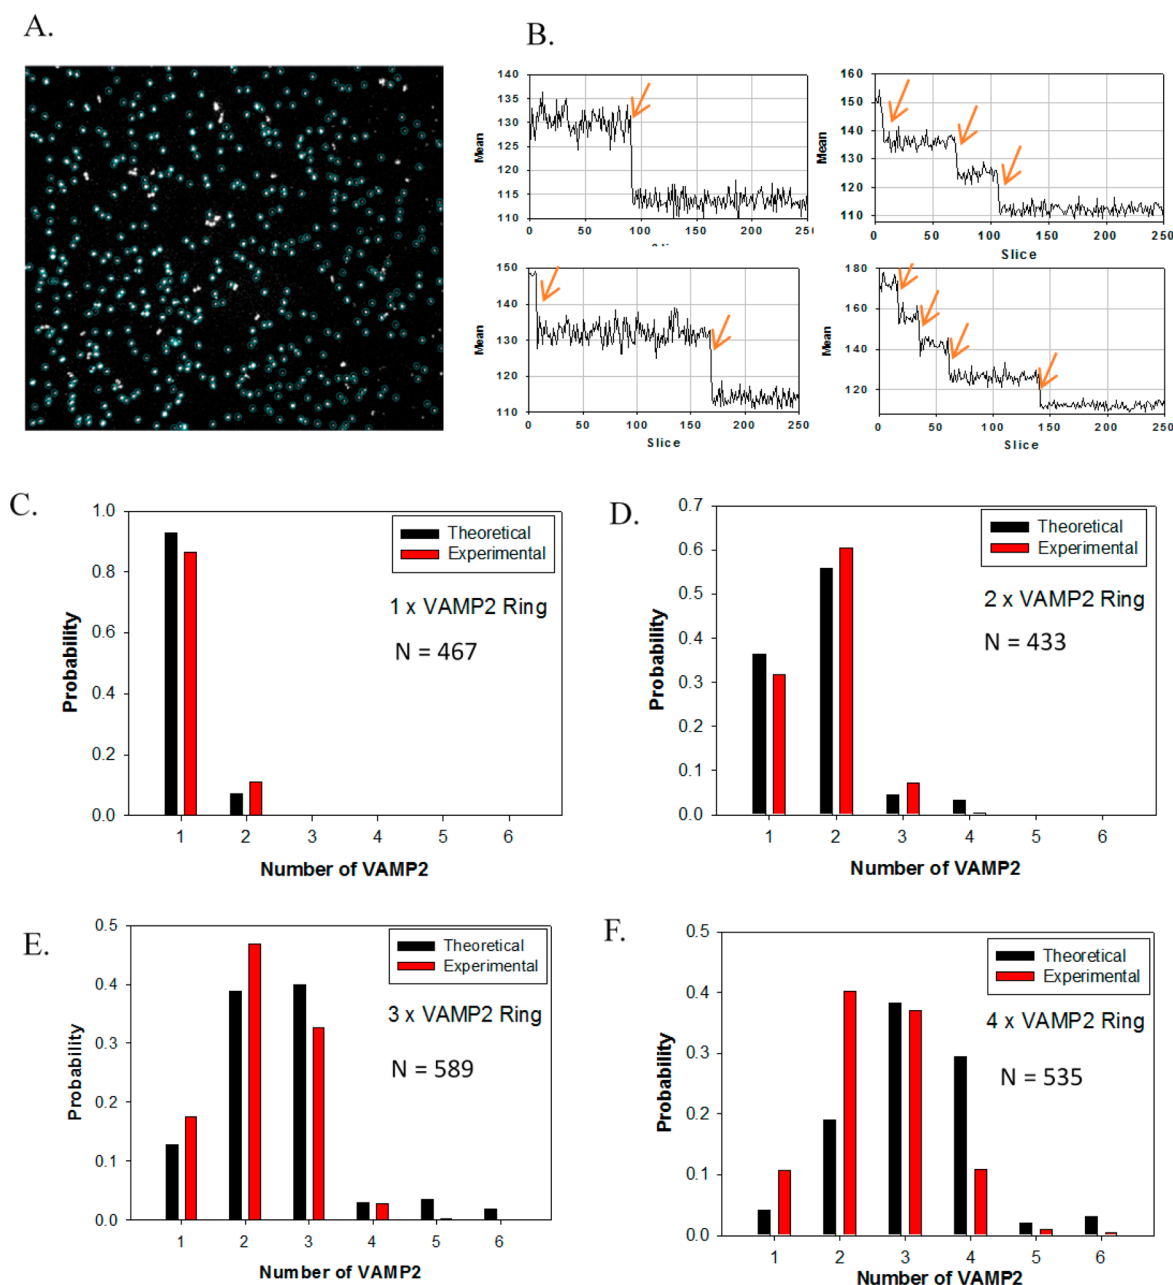 A.
B.
140
135
130
125
120
115
110
Mean
0
50
100
150
200
250
160
150
140
130
120
110
Mean
0
50
100
150
200
250
Slice
150
140
130
120
110
Mean
0
50
100
150
200
250
Slice
180
160
140
120
Mean
0
50
100
150
200
250
Slice
C.
1.0
0.8
0.6
0.4
0.2
0.0
Probability
Theoretical
Experimental
1 x VAMP2 Ring
N = 467
1 2 3 4 5 6
Number of VAMP2
D.
0.7
0.6
0.5
0.4
0.3
0.2
0.1
0.0
Probability
Theoretical
Experimental
2 x VAMP2 Ring
N = 433
1 2 3 4 5 6
Number of VAMP2
E.
0.5
0.4
0.3
0.2
0.1
0.0
Probability
Theoretical
Experimental
3 x VAMP2 Ring
N = 589
1 2 3 4 5 6
Number of VAMP2
F.
0.5
0.4
0.3
0.2
0.1
0.0
Probability
Theoretical
Experimental
4 x VAMP2 Ring
N = 535
1 2 3 4 5 6
Number of VAMP2